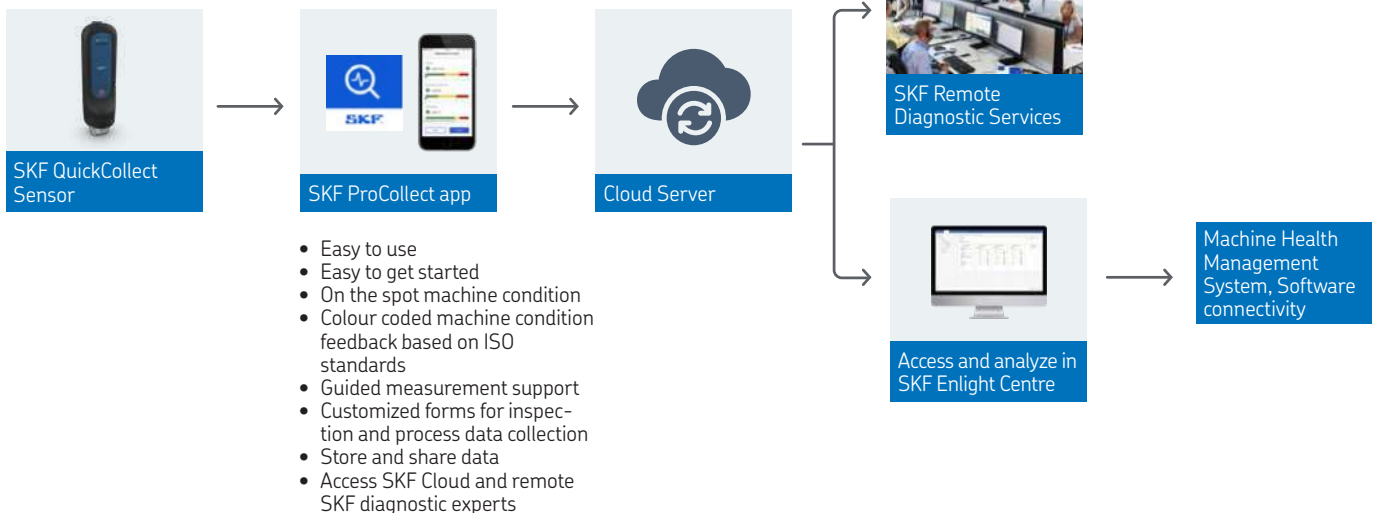 SKF QuickCollect
Sensor
SKF
SKF ProCollect app
• Easy to use
• Easy to get started
• On the spot machine condition
• Colour coded machine condition
feedback based on ISO
standards
• Guided measurement support
• Customized forms for inspec-
tion and process data collection
• Store and share data
• Access SKF Cloud and remote
SKF diagnostic experts
Cloud Server
SKF Remote
Diagnostic Services
Access and analyze in
SKF Enlight Centre
Machine Health
Management
System, Software
connectivity